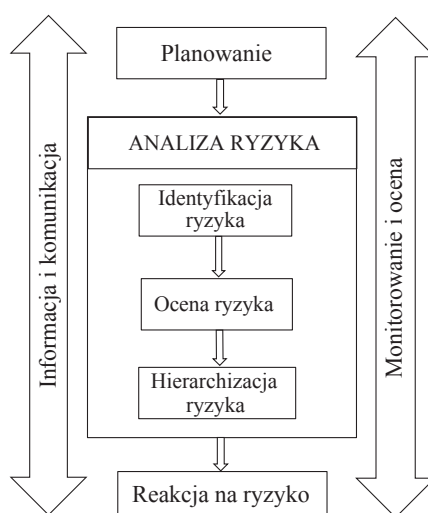 Planowanie
ANALIZA RYZYKA
Identyfikacja
ryzyka
Ocena ryzyka
Hierarchizacja
ryzyka
Reakcja na ryzyko
Informacja i komunikacja
Monitorowanie i ocena